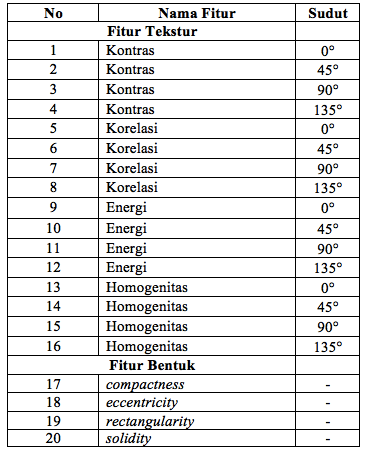 No Nama Fitur Sudut
Fitur Tekstur
1 Kontras 0°
2 Kontras 45°
3 Kontras 90°
4 Kontras 135°
5 Korelasi 0°
6 Korelasi 45°
7 Korelasi 90°
8 Korelasi 135°
9 Energi 0°
10 Energi 45°
11 Energi 90°
12 Energi 135°
13 Homogenitas 0°
14 Homogenitas 45°
15 Homogenitas 90°
16 Homogenitas 135°
Fitur Bentuk
17 compactness -
18 eccentricity -
19 rectangularity -
20 solidity -